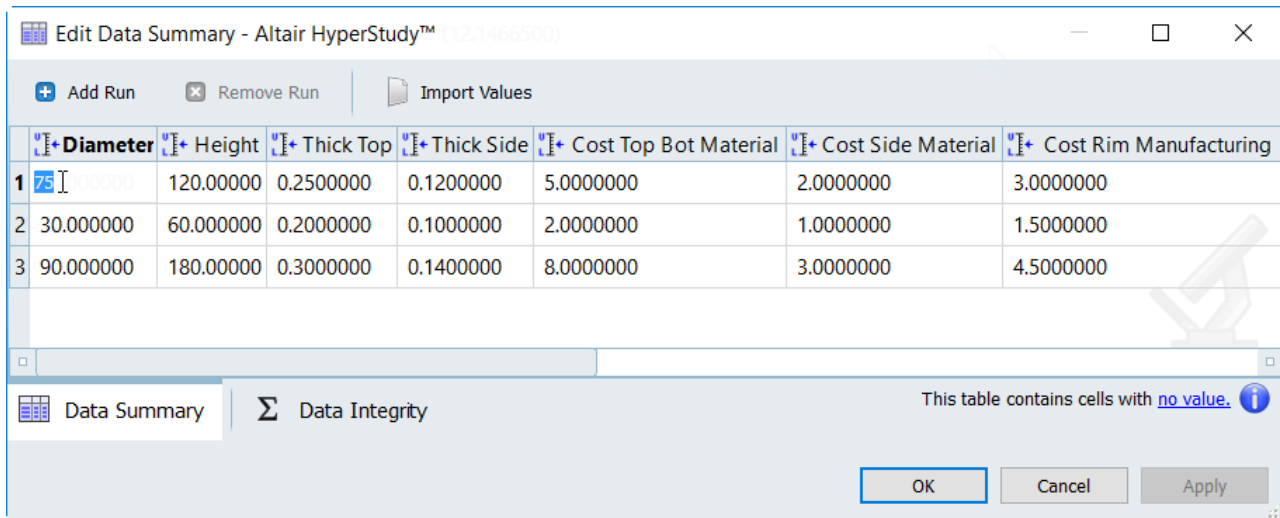 Edit Data Summary - Altair HyperStudy™ (12.1466500)
Add Run Remove Run Import Values
Diameter Height Thick Top Thick Side Cost Top Bot Material Cost Side Material Cost Rim Manufacturing
1 75 120.00000 0.2500000 0.1200000 5.0000000 2.0000000 3.0000000
2 30.000000 60.000000 0.2000000 0.1000000 2.0000000 1.0000000 1.5000000
3 90.000000 180.00000 0.3000000 0.1400000 8.0000000 3.0000000 4.5000000
Data Summary Σ Data Integrity This table contains cells with no value.
OK Cancel Apply